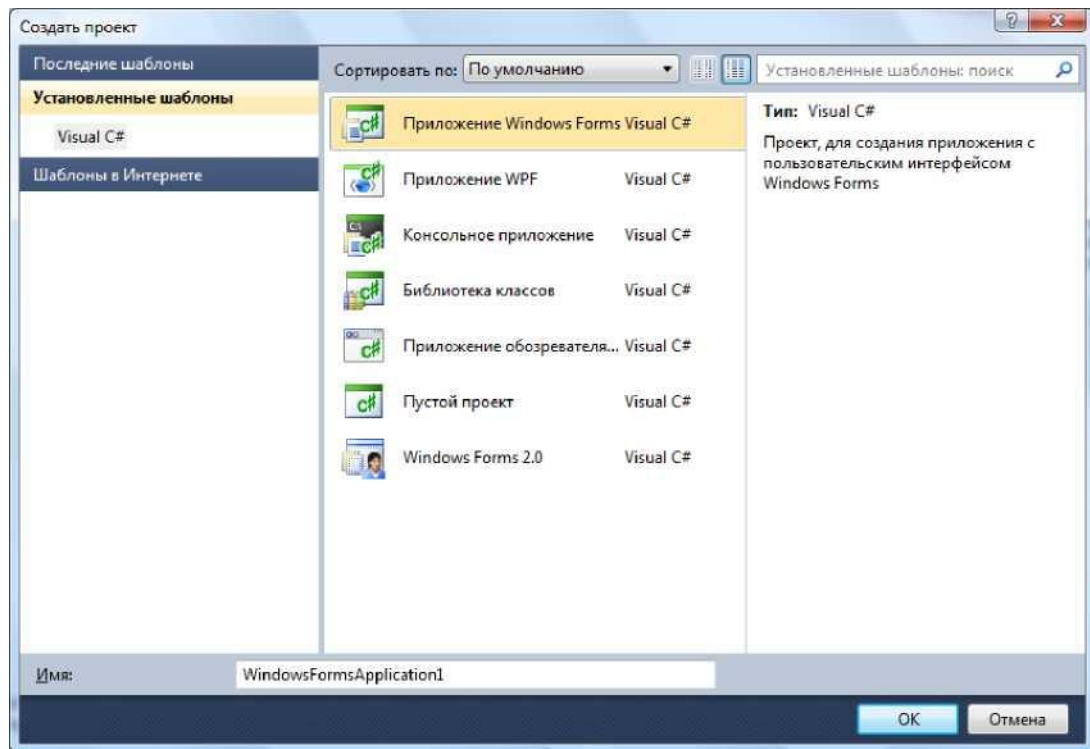 Создать проект
Последние шаблоны
Установленные шаблоны
Visual C#
Шаблоны в Интернете
Сортировать по: По умолчанию
Установленные шаблоны: поиск
Приложение Windows Forms Visual C#
Приложение WPF Visual C#
Консольное приложение Visual C#
Библиотека классов Visual C#
Приложение обозревателя... Visual C#
Пустой проект Visual C#
Windows Forms 2.0 Visual C#
Тип: Visual C#
Проект, для создания приложения с
пользовательским интерфейсом
Windows Forms
Имя: WindowsFormsApplication1
ОК Отмена